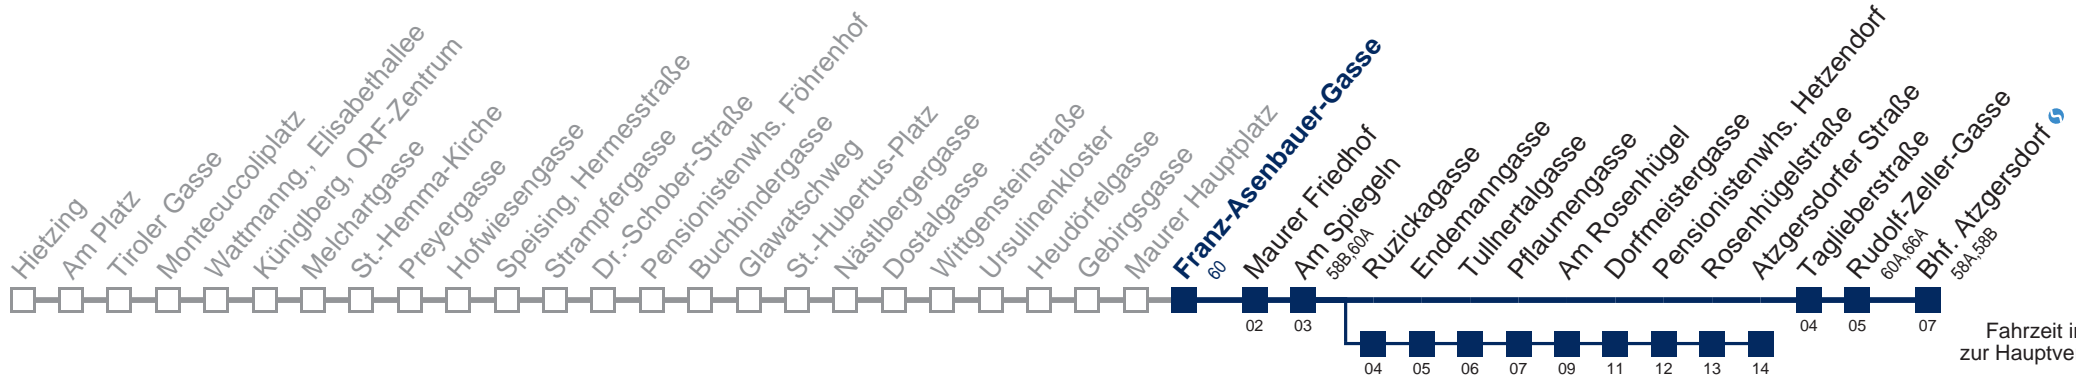 Hietzing
Am Platz
Tiroler Gasse
Montecuccoliplatz
Wattmanng., Elisabethallee
Küniglberg, ORF-Zentrum
Melchartgasse
St.-Hemma-Kirche
Preyergasse
Hofwiesengasse
Speising, Hermesstraße
Strampfergasse
Dr.-Schober-Straße
Pensionistenwhs. Föhrenhof
Buchbindergasse
Glawatschweg
St.-Hubertus-Platz
Nästlbergergasse
Dostalgasse
Wittgensteinstraße
Ursulinenkloster
Heudörfelgasse
Gebirgsgasse
Maurer Hauptplatz
Franz-Asenbauer-Gasse
60
Maurer Friedhof
Am Spiegeln
58B,60A
Ruzickagasse
Endemanngasse
Tullnertalgasse
Pflaumengasse
Am Rosenhügel
Dorfmeistergasse
Pensionistenwhs. Hetzendorf
Rosenhügelstraße
Atzgersdorfer Straße
Taglieberstraße
Rudolf-Zeller-Gasse
60A,66A
Bhf. Atzgersdorf
58A,58B
02 03 04 05 07
04 05 06 07 09 11 12 13 14
Fahrzeit i
zur Hauptve